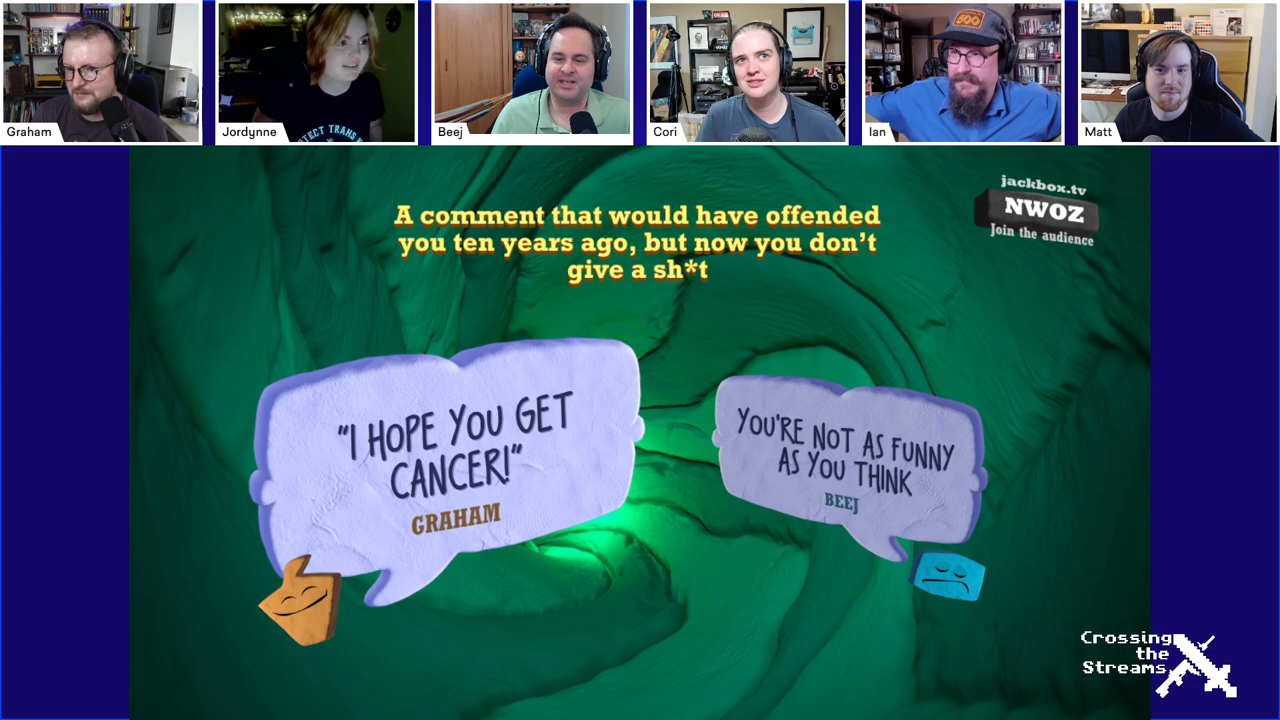 Graham
Jordynne
Beej
Cori
Ian
Matt
500
jackbox.tv
NWOZ
Join the audience
A comment that would have offended
you ten years ago, but now you don't
give a sh*t
"I HOPE YOU GET
CANCER!"
GRAHAM
YOU'RE NOT AS FUNNY
AS YOU THINK
BEEJ
Crossing
the
Streams